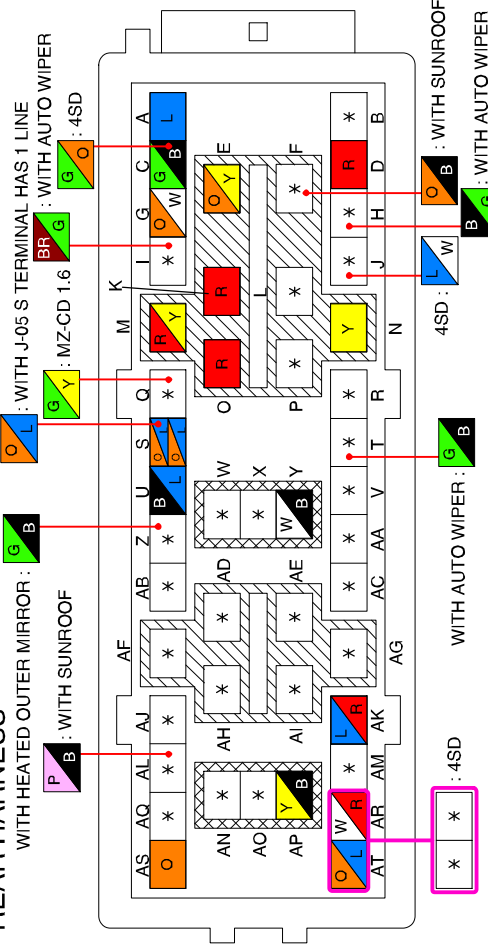 REAR HARNESS
WITH HEATED OUTER MIRROR : G B
O L : WITH J-05 S TERMINAL HAS 1 LINE
P B : WITH SUNROOF
G Y : MZ-CD 1.6
BR G : WITH AUTO WIPER
G O : 4SD
AF M K
AS AQ AL AJ AB Z U S Q I G C A
O * * * * * * B L O L O L * R Y * O W G B L
AN AH AD W O E
* * * * R R O Y
AO X L
* *
Y B * * W B * * *
AP AI AE Y P F
O L W R * L R * * * * * * Y * * R *
AT AR AM AK AC AA V T R J H D B
AG N
* * : 4SD
WITH AUTO WIPER : G B
4SD : L W
O B : WITH SUNROOF
B G : WITH AUTO WIPER